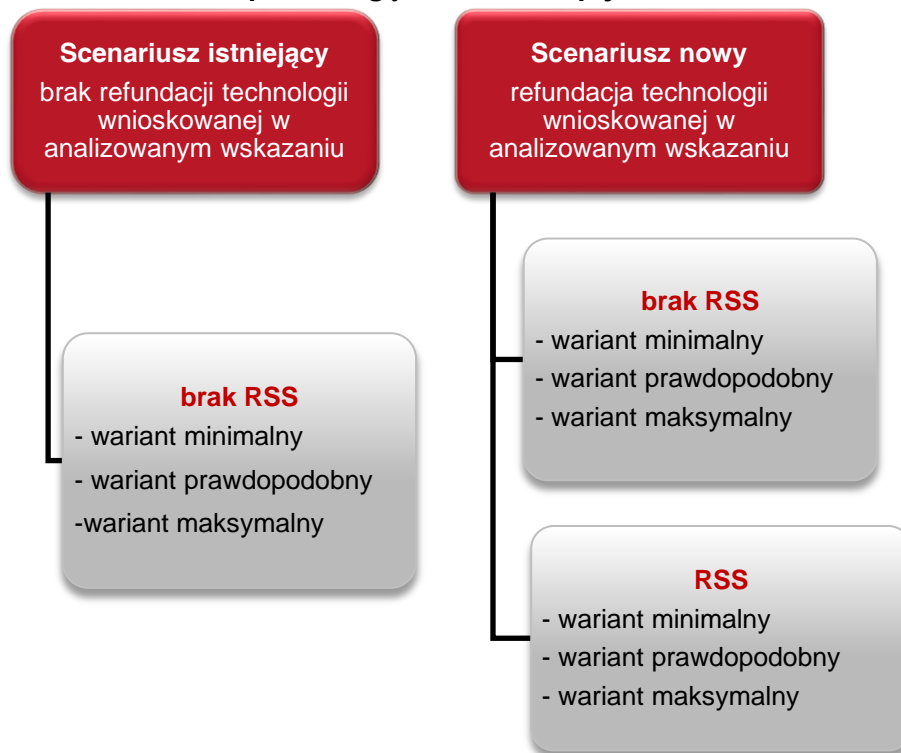 Scenariusz istniejący
brak refundacji technologii
wnioskowanej w
analizowanym wskazaniu
brak RSS
- wariant minimalny
- wariant prawdopodobny
-wariant maksymalny
Scenariusz nowy
refundacja technologii
wnioskowanej w
analizowanym wskazaniu
brak RSS
- wariant minimalny
- wariant prawdopodobny
- wariant maksymalny
RSS
- wariant minimalny
- wariant prawdopodobny
- wariant maksymalny